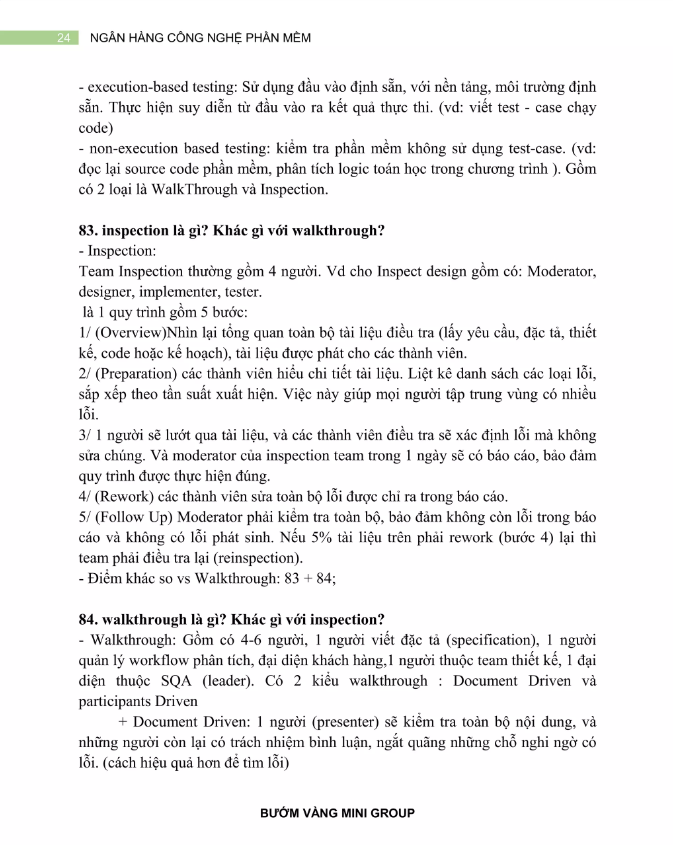 24 NGÂN HÀNG CÔNG NGHỆ PHẦN MỀM
- execution-based testing: Sử dụng đầu vào định sẵn, với nền tảng, môi trường định
sẵn. Thực hiện suy diễn từ đầu vào ra kết quả thực thi. (vd: viết test - case chạy
code)
- non-execution based testing: kiểm tra phần mềm không sử dụng test-case. (vd:
đọc lại source code phần mềm, phân tích logic toán học trong chương trình ). Gồm
có 2 loại là WalkThrough và Inspection.
83. inspection là gì? Khác gì với walkthrough?
- Inspection:
Team Inspection thường gồm 4 người. Vd cho Inspect design gồm có: Moderator,
designer, implementer, tester.
là 1 quy trình gồm 5 bước:
1/ (Overview)Nhìn lại tổng quan toàn bộ tài liệu điều tra (lấy yêu cầu, đặc tả, thiết
kế, code hoặc kế hoạch), tài liệu được phát cho các thành viên.
2/ (Preparation) các thành viên hiểu chi tiết tài liệu. Liệt kê danh sách các loại lỗi,
sắp xếp theo tần suất xuất hiện. Việc này giúp mọi người tập trung vùng có nhiều
lỗi.
3/ 1 người sẽ lướt qua tài liệu, và các thành viên điều tra sẽ xác định lỗi mà không
sửa chúng. Và moderator của inspection team trong 1 ngày sẽ có báo cáo, bảo đảm
quy trình được thực hiện đúng.
4/ (Rework) các thành viên sửa toàn bộ lỗi được chỉ ra trong báo cáo.
5/ (Follow Up) Moderator phải kiểm tra toàn bộ, bảo đảm không còn lỗi trong báo
cáo và không có lỗi phát sinh. Nếu 5% tài liệu trên phải rework (bước 4) lại thì
team phải điều tra lại (reinspection).
- Điểm khác so vs Walkthrough: 83 + 84;
84. walkthrough là gì? Khác gì với inspection?
- Walkthrough: Gồm có 4-6 người, 1 người viết đặc tả (specification), 1 người
quản lý workflow phân tích, đại diện khách hàng,1 người thuộc team thiết kế, 1 đại
diện thuộc SQA (leader). Có 2 kiểu walkthrough : Document Driven và
participants Driven
+ Document Driven: 1 người (presenter) sẽ kiểm tra toàn bộ nội dung, và
những người còn lại có trách nhiệm bình luận, ngắt quãng những chỗ nghi ngờ có
lỗi. (cách hiệu quả hơn để tìm lỗi)
BƯỚM VÀNG MINI GROUP